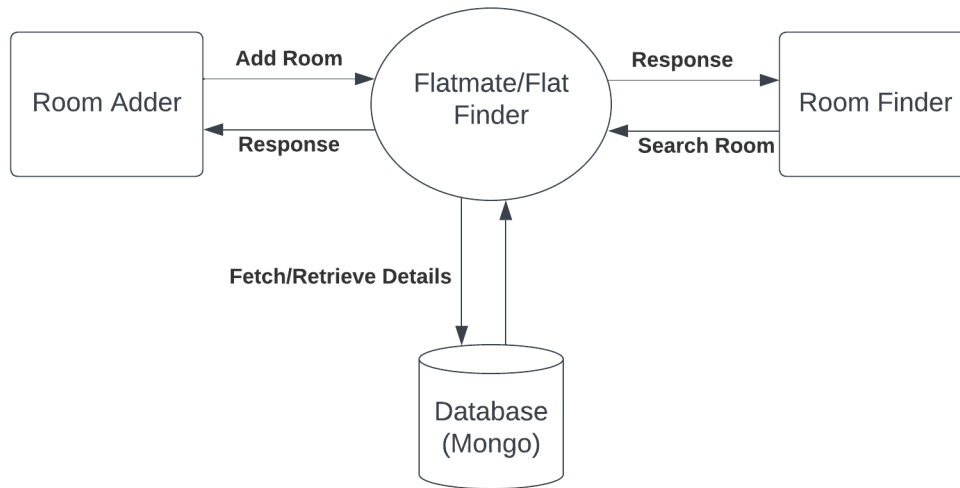 Add Room
Room Adder
Response
Flatmate/Flat
Finder
Response
Room Finder
Search Room
Fetch/Retrieve Details
Database
(Mongo)